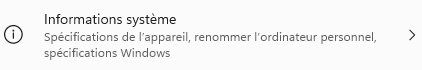 Informations système
Spécifications de l'appareil, renommer l'ordinateur personnel,
spécifications Windows